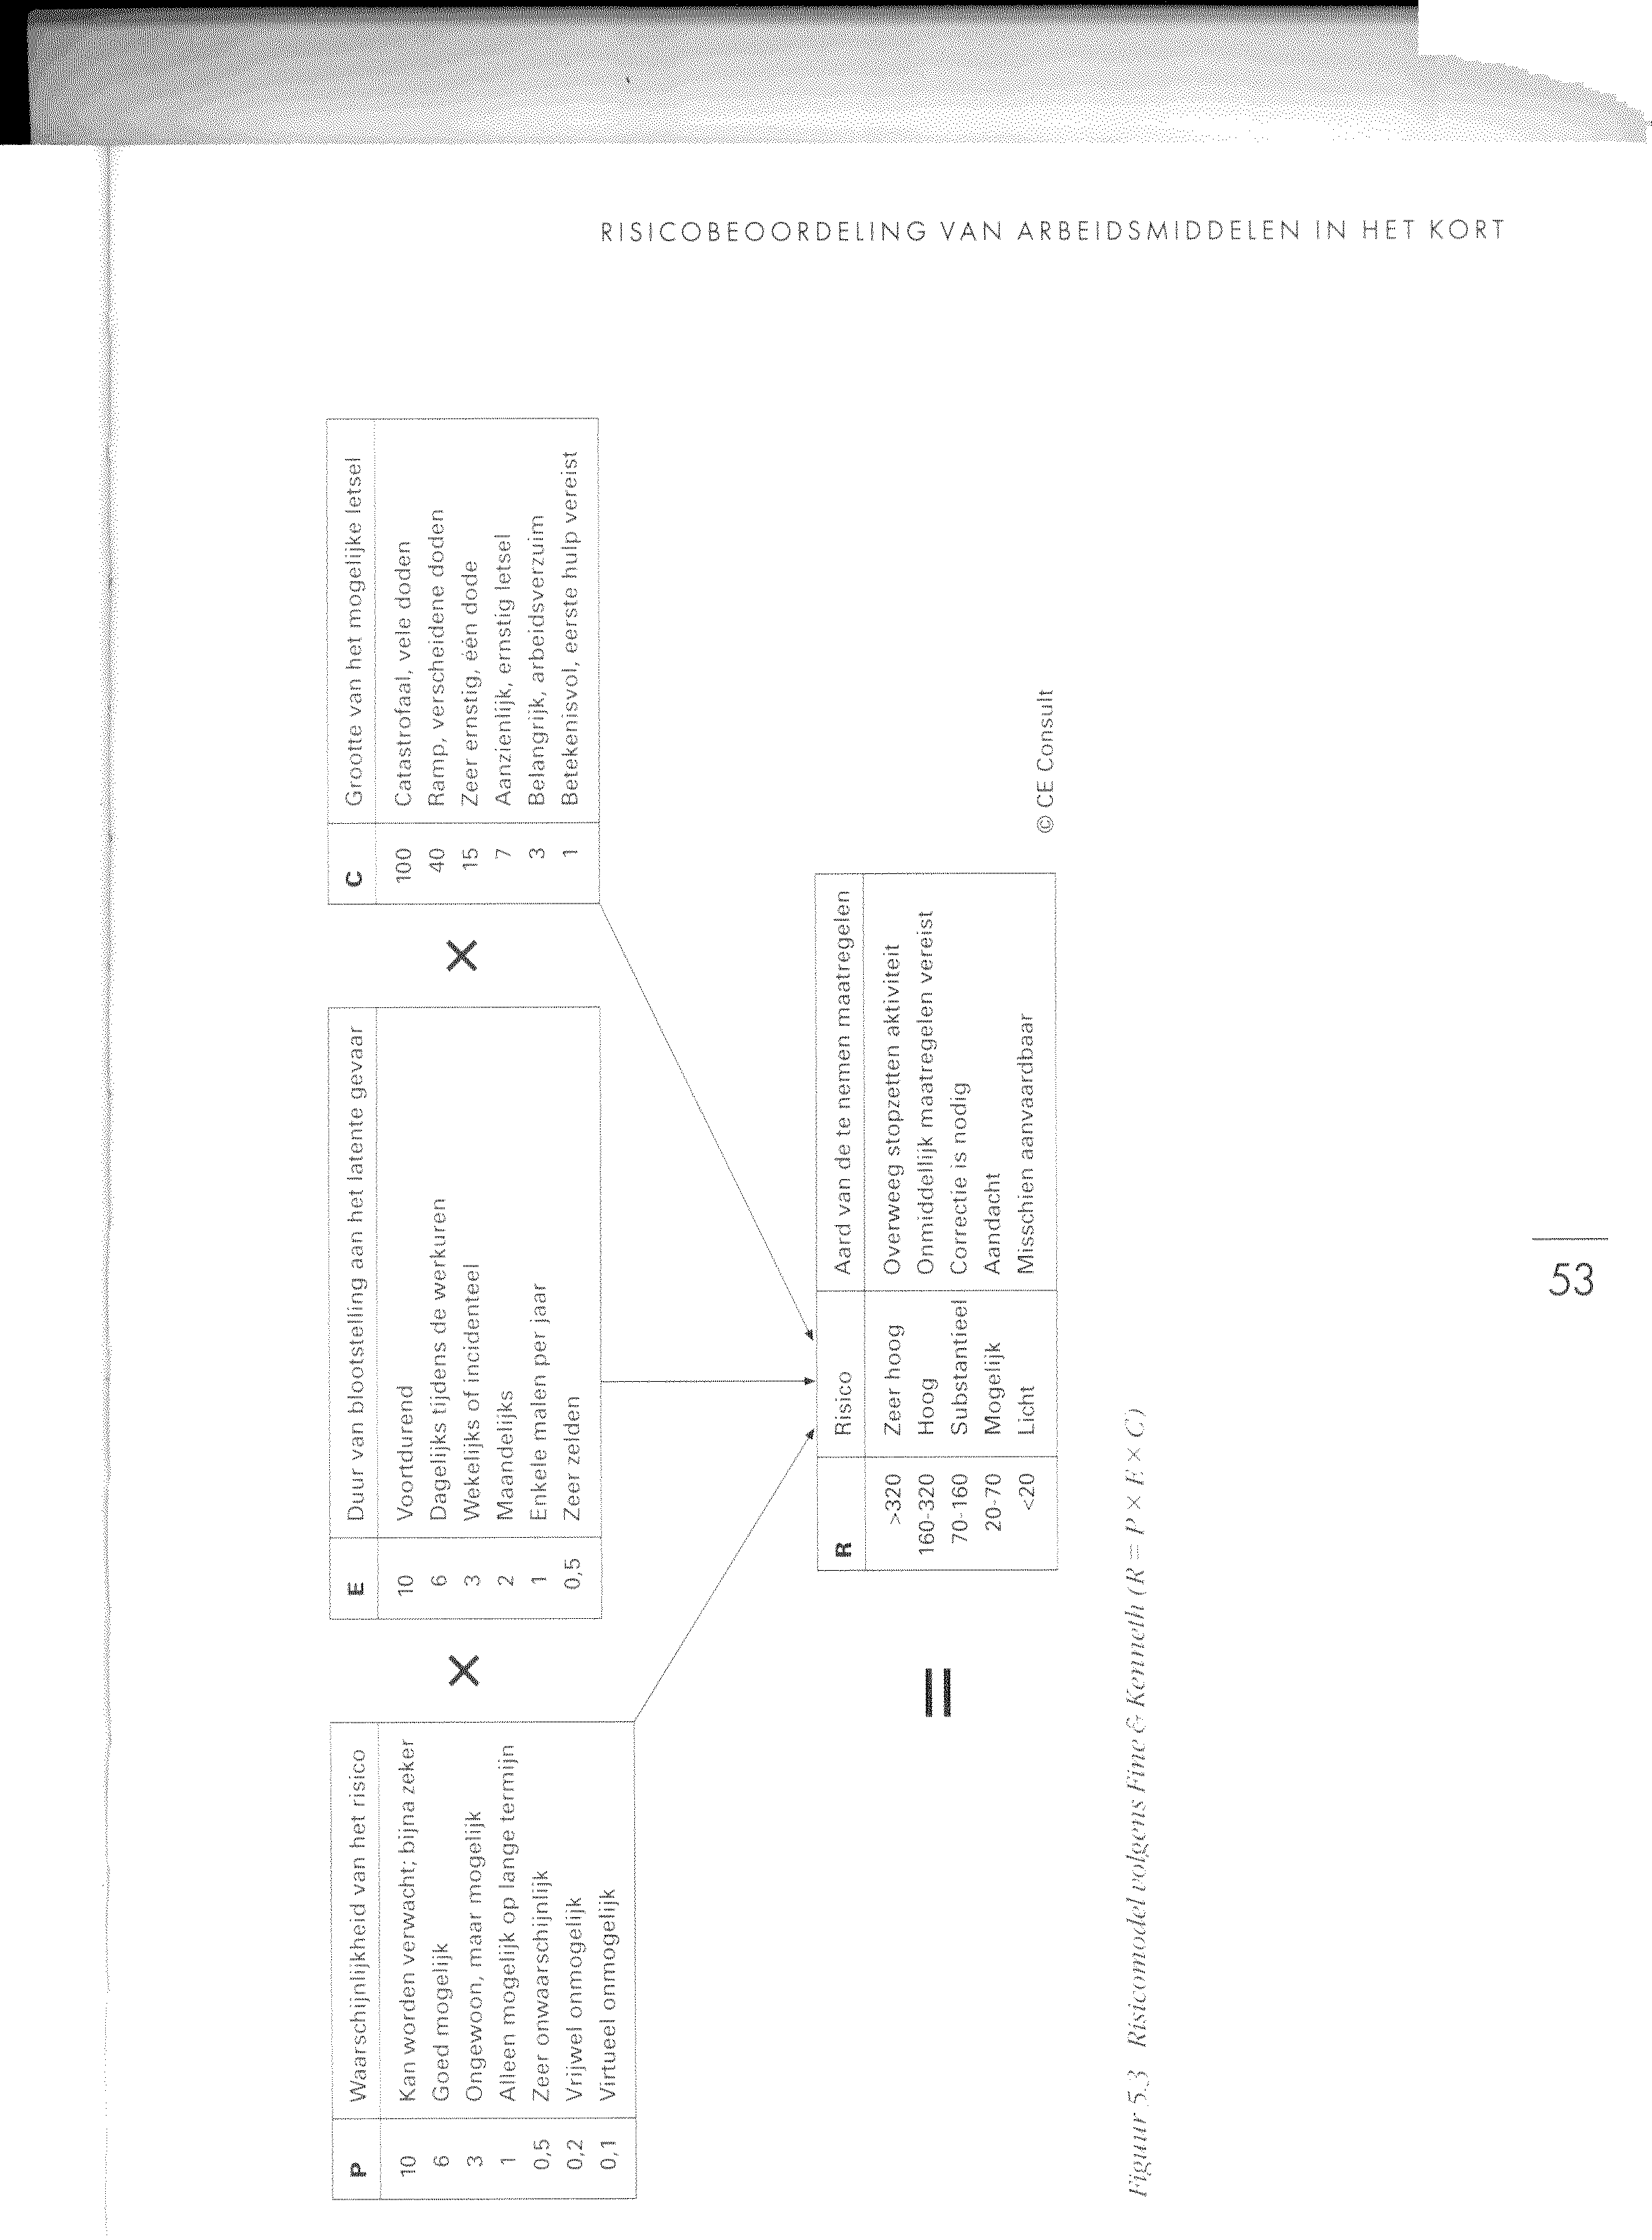 RISICOBEOORDELING VAN ARBEIDSMIDDELEN IN HET KORT
P Waarschijnlijkheid van het risico
10 Kan worden verwacht; bijna zeker
6 Goed mogelijk
3 Ongewoon, maar mogelijk
1 Alleen mogelijk op lange termijn
0,5 Zeer onwaarschijnlijk
0,2 Vrijwel onmogelijk
0,1 Virtueel onmogelijk
×
E Duur van blootstelling aan het latente gevaar
10 Voortdurend
6 Dagelijks tijdens de werkuren
3 Wekelijks of incidenteel
2 Maandelijks
1 Enkele malen per jaar
0,5 Zeer zelden
×
C Grootte van het mogelijke letsel
100 Catastrofaal, vele doden
40 Ramp, verscheidene doden
15 Zeer ernstig, één dode
7 Aanzienlijk, ernstig letsel
3 Belangrijk, arbeidsverzuim
1 Betekenisvol, eerste hulp vereist
=
R Risico Aard van de te nemen maatregelen
>320 Zeer hoog Overweeg stopzetten aktiviteit
160-320 Hoog Onmiddellijk maatregelen vereist
70-160 Substantieel Correctie is nodig
20-70 Mogelijk Aandacht
<20 Licht Misschien aanvaardbaar
© CE Consult
Figuur 5.3 Risicomodel volgens Fine & Kenneth (R = P × E × C)
53